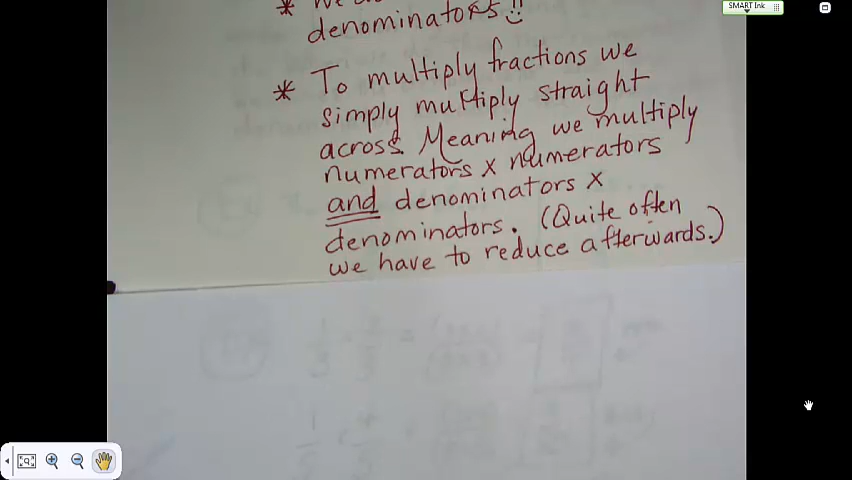 SMART Ink
* We
denominators!!
* To multiply fractions we
simply multiply straight
across. Meaning we multiply
numerators x numerators
and denominators x
denominators. (Quite often
we have to reduce afterwards.)